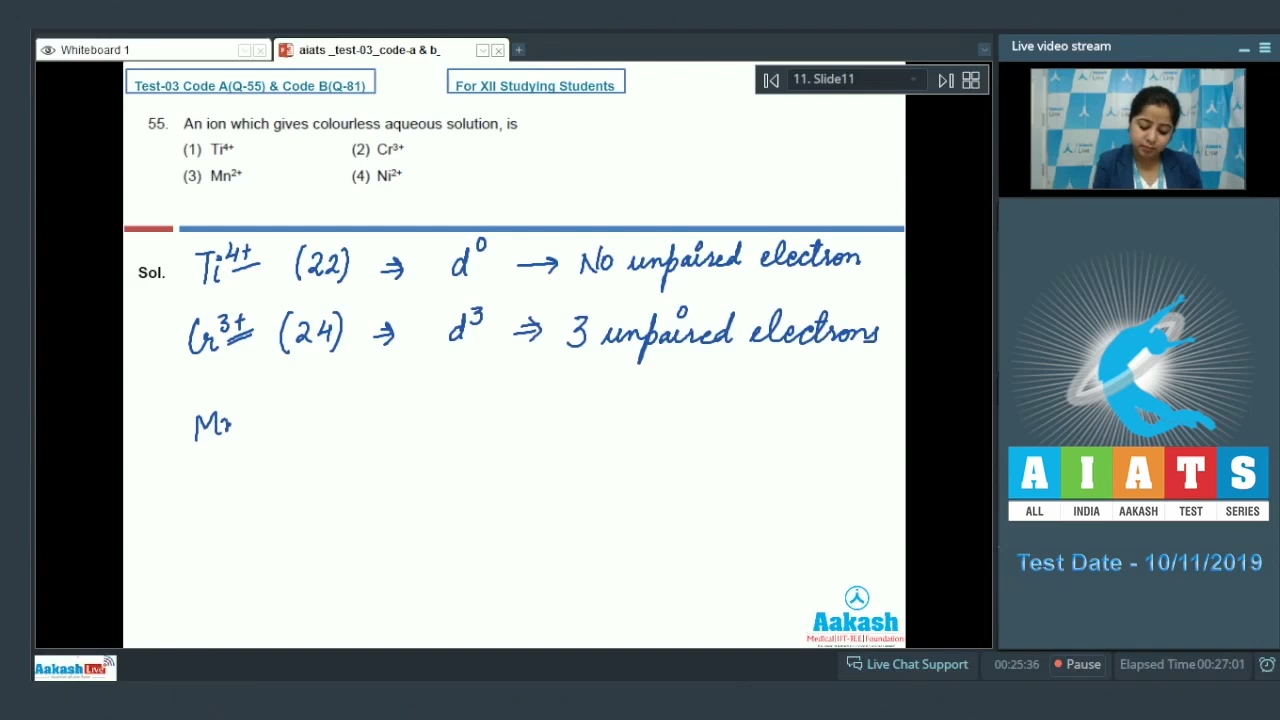 Whiteboard 1
aiats _test-03_code-a & b_
Live video stream
Test-03 Code A(Q-55) & Code B(Q-81)
For XII Studying Students
11. Slide11
55. An ion which gives colourless aqueous solution, is
(1) Ti⁴⁺ (2) Cr³⁺
(3) Mn²⁺ (4) Ni²⁺
Sol. Ti⁴⁺ (22) ⇒ d⁰ → No unpaired electron
Cr³⁺ (24) ⇒ d³ ⇒ 3 unpaired electrons
Mn
A I A T S
ALL INDIA AAKASH TEST SERIES
Test Date - 10/11/2019
Aakash
Medical|IIT-JEE|Foundation
Aakash Live
Live Chat Support
00:25:36
Pause
Elapsed Time 00:27:01